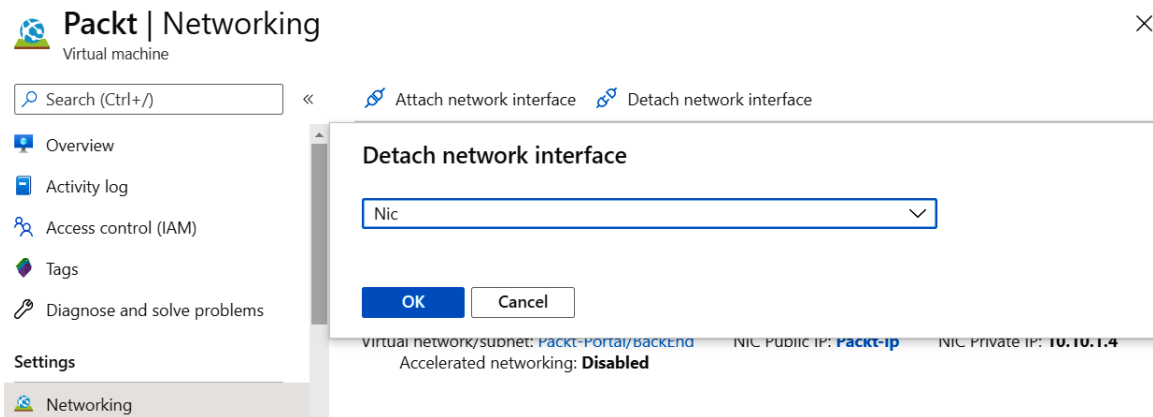 Packt | Networking
Virtual machine
Search (Ctrl+/)
«
Overview
Activity log
Access control (IAM)
Tags
Diagnose and solve problems
Settings
Networking
Attach network interface
Detach network interface
Detach network interface
Nic
OK
Cancel
Virtual network/subnet: Packt-Portal/BackEnd NIC Public IP: Packt-Ip NIC Private IP: 10.10.1.4
Accelerated networking: Disabled